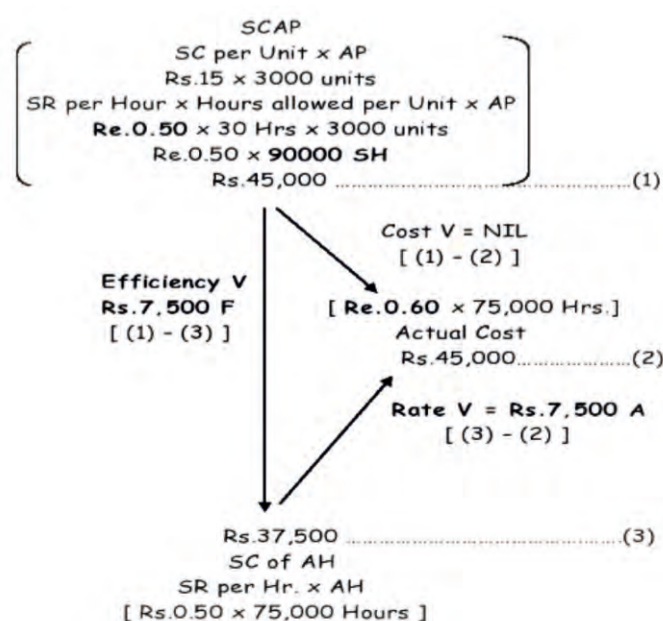 SCAP
SC per Unit x AP
Rs.15 x 3000 units
SR per Hour x Hours allowed per Unit x AP
Re.0.50 x 30 Hrs x 3000 units
Re.0.50 x 90000 SH
Rs.45,000 ..............................(1)
Cost V = NIL
[ (1) - (2) ]
Efficiency V
Rs.7,500 F
[ (1) - (3) ]
[ Re.0.60 x 75,000 Hrs.]
Actual Cost
Rs.45,000...............(2)
Rate V = Rs.7,500 A
[ (3) - (2) ]
Rs.37,500 ..............................(3)
SC of AH
SR per Hr. x AH
[ Rs.0.50 x 75,000 Hours ]